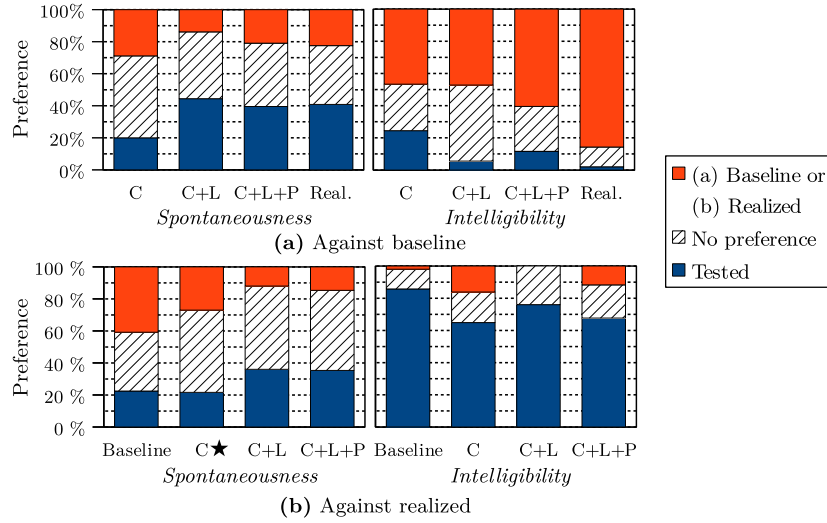 100%
80%
60%
40%
20%
0%
Preference
C C+L C+L+P Real.
C C+L C+L+P Real.
Spontaneousness
Intelligibility
(a) Against baseline
100 %
80 %
60 %
40 %
20 %
0 %
Preference
Baseline C★ C+L C+L+P
Baseline C C+L C+L+P
Spontaneousness
Intelligibility
(b) Against realized
(a) Baseline or
(b) Realized
No preference
Tested